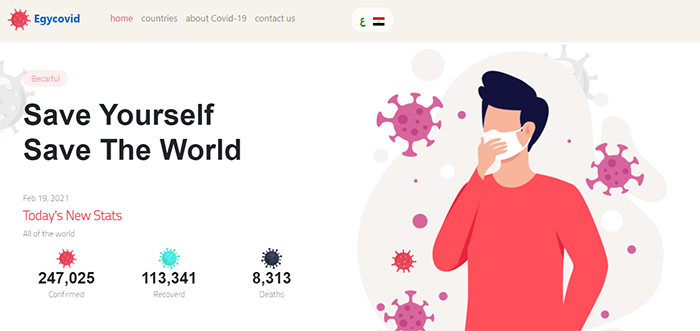 Egycovid
home countries about Covid-19 contact us
ع
Becarful
Save Yourself
Save The World
Feb 19, 2021
Today's New Stats
All of the world
247,025 113,341 8,313
Confirmed Recoverd Deaths